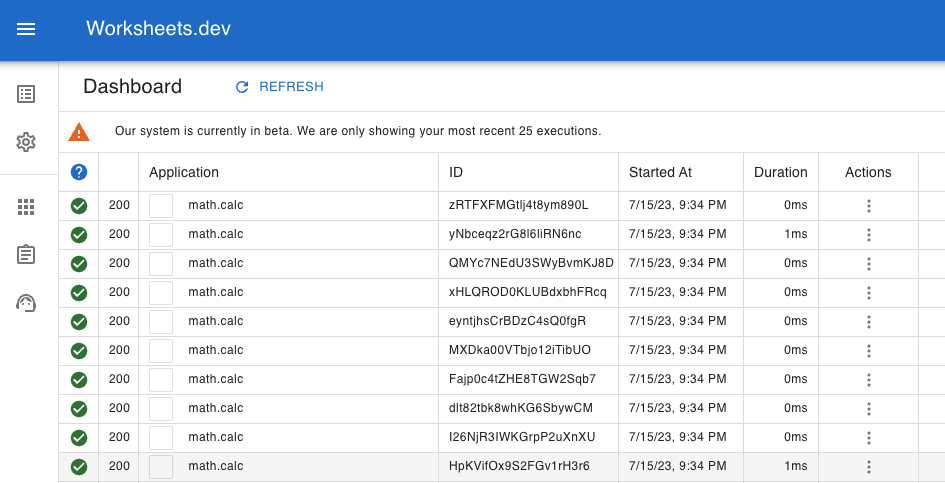 Worksheets.dev
Dashboard REFRESH
Our system is currently in beta. We are only showing your most recent 25 executions.
Application ID Started At Duration Actions
200 math.calc zRTFXFMGtlj4t8ym890L 7/15/23, 9:34 PM 0ms
200 math.calc yNbceqz2rG8l6liRN6nc 7/15/23, 9:34 PM 1ms
200 math.calc QMYc7NEdU3SWyBvmKJ8D 7/15/23, 9:34 PM 0ms
200 math.calc xHLQROD0KLUBdxbhFRcq 7/15/23, 9:34 PM 0ms
200 math.calc eyntjhsCrBDzC4sQ0fgR 7/15/23, 9:34 PM 0ms
200 math.calc MXDka00VTbjo12iTibUO 7/15/23, 9:34 PM 0ms
200 math.calc Fajp0c4tZHE8TGW2Sqb7 7/15/23, 9:34 PM 0ms
200 math.calc dlt82tbk8whKG6SbywCM 7/15/23, 9:34 PM 0ms
200 math.calc I26NjR3IWKGrpP2uXnXU 7/15/23, 9:34 PM 0ms
200 math.calc HpKVifOx9S2FGv1rH3r6 7/15/23, 9:34 PM 1ms